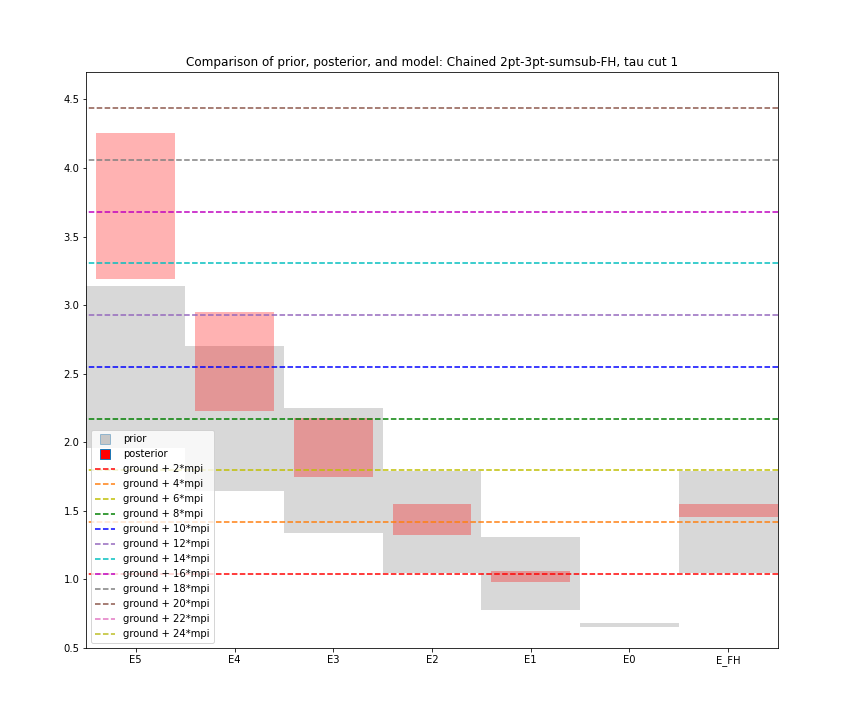 Comparison of prior, posterior, and model: Chained 2pt-3pt-sumsub-FH, tau cut 1
4.5
4.0
3.5
3.0
2.5
2.0
1.5
1.0
0.5
prior
posterior
ground + 2*mpi
ground + 4*mpi
ground + 6*mpi
ground + 8*mpi
ground + 10*mpi
ground + 12*mpi
ground + 14*mpi
ground + 16*mpi
ground + 18*mpi
ground + 20*mpi
ground + 22*mpi
ground + 24*mpi
E5 E4 E3 E2 E1 E0 E_FH